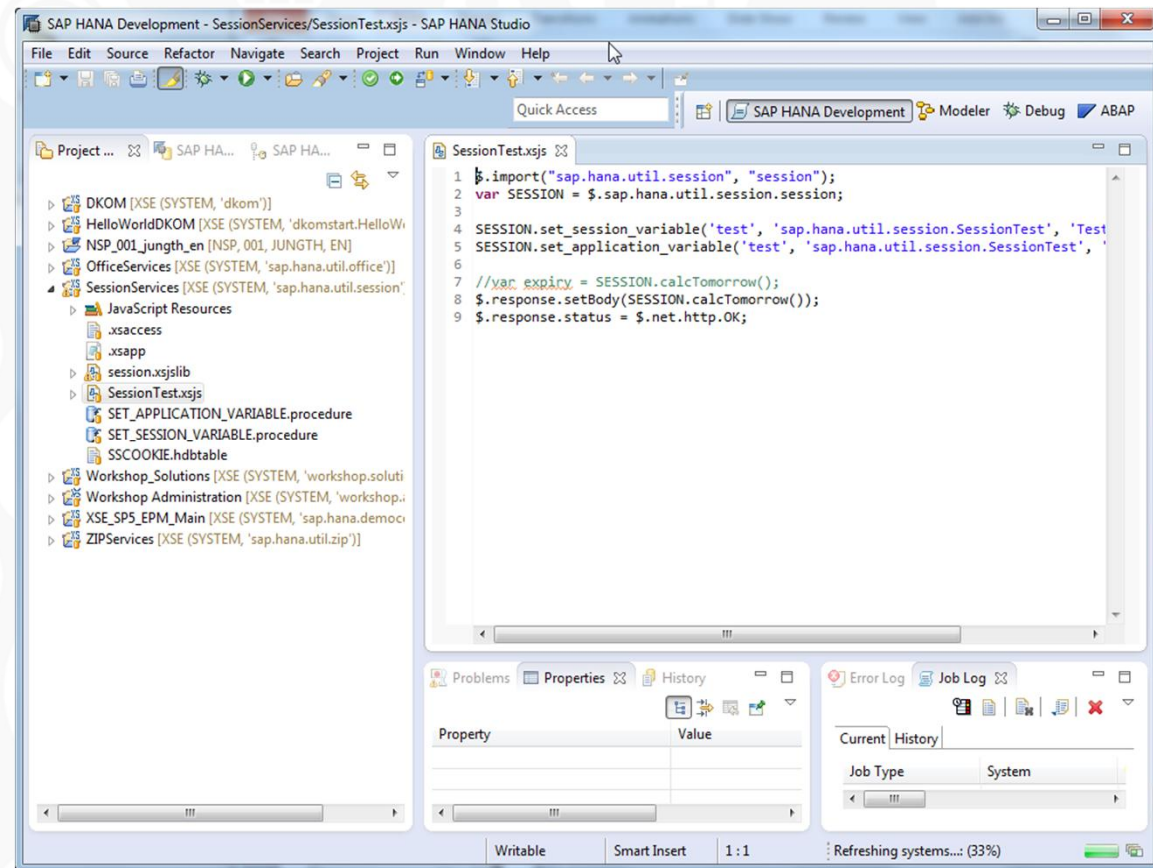 SAP HANA Development - SessionServices/SessionTest.xsjs - SAP HANA Studio
File Edit Source Refactor Navigate Search Project Run Window Help
Quick Access
SAP HANA Development Modeler Debug ABAP
Project ... SAP HA... SAP HA...
DKOM [XSE (SYSTEM, 'dkom')]
HelloWorldDKOM [XSE (SYSTEM, 'dkomstart.HelloW
NSP_001_jungth_en [NSP, 001, JUNGTH, EN]
OfficeServices [XSE (SYSTEM, 'sap.hana.util.office')]
SessionServices [XSE (SYSTEM, 'sap.hana.util.session'
JavaScript Resources
.xsaccess
.xsapp
session.xsjslib
SessionTest.xsjs
SET_APPLICATION_VARIABLE.procedure
SET_SESSION_VARIABLE.procedure
SSCOOKIE.hdbtable
Workshop_Solutions [XSE (SYSTEM, 'workshop.soluti
Workshop Administration [XSE (SYSTEM, 'workshop.
XSE_SP5_EPM_Main [XSE (SYSTEM, 'sap.hana.democ
ZIPServices [XSE (SYSTEM, 'sap.hana.util.zip')]
SessionTest.xsjs
1 $.import("sap.hana.util.session", "session");
2 var SESSION = $.sap.hana.util.session.session;
3
4 SESSION.set_session_variable('test', 'sap.hana.util.session.SessionTest', 'Test
5 SESSION.set_application_variable('test', 'sap.hana.util.session.SessionTest', '
6
7 //var expiry = SESSION.calcTomorrow();
8 $.response.setBody(SESSION.calcTomorrow());
9 $.response.status = $.net.http.OK;
Problems Properties History
Property Value
Error Log Job Log
Current History
Job Type System
Writable Smart Insert 1:1 Refreshing systems...: (33%)